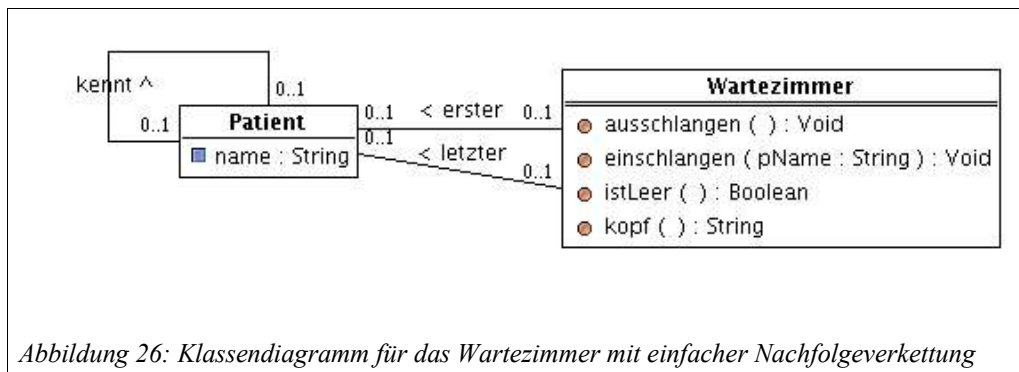 kennt ^
0..1
0..1
Patient
name : String
0..1 < erster 0..1
0..1
< letzter
0..1
Wartezimmer
ausschlangen ( ) : Void
einschlangen ( pName : String ) : Void
istLeer ( ) : Boolean
kopf ( ) : String
Abbildung 26: Klassendiagramm für das Wartezimmer mit einfacher Nachfolgeverkettung